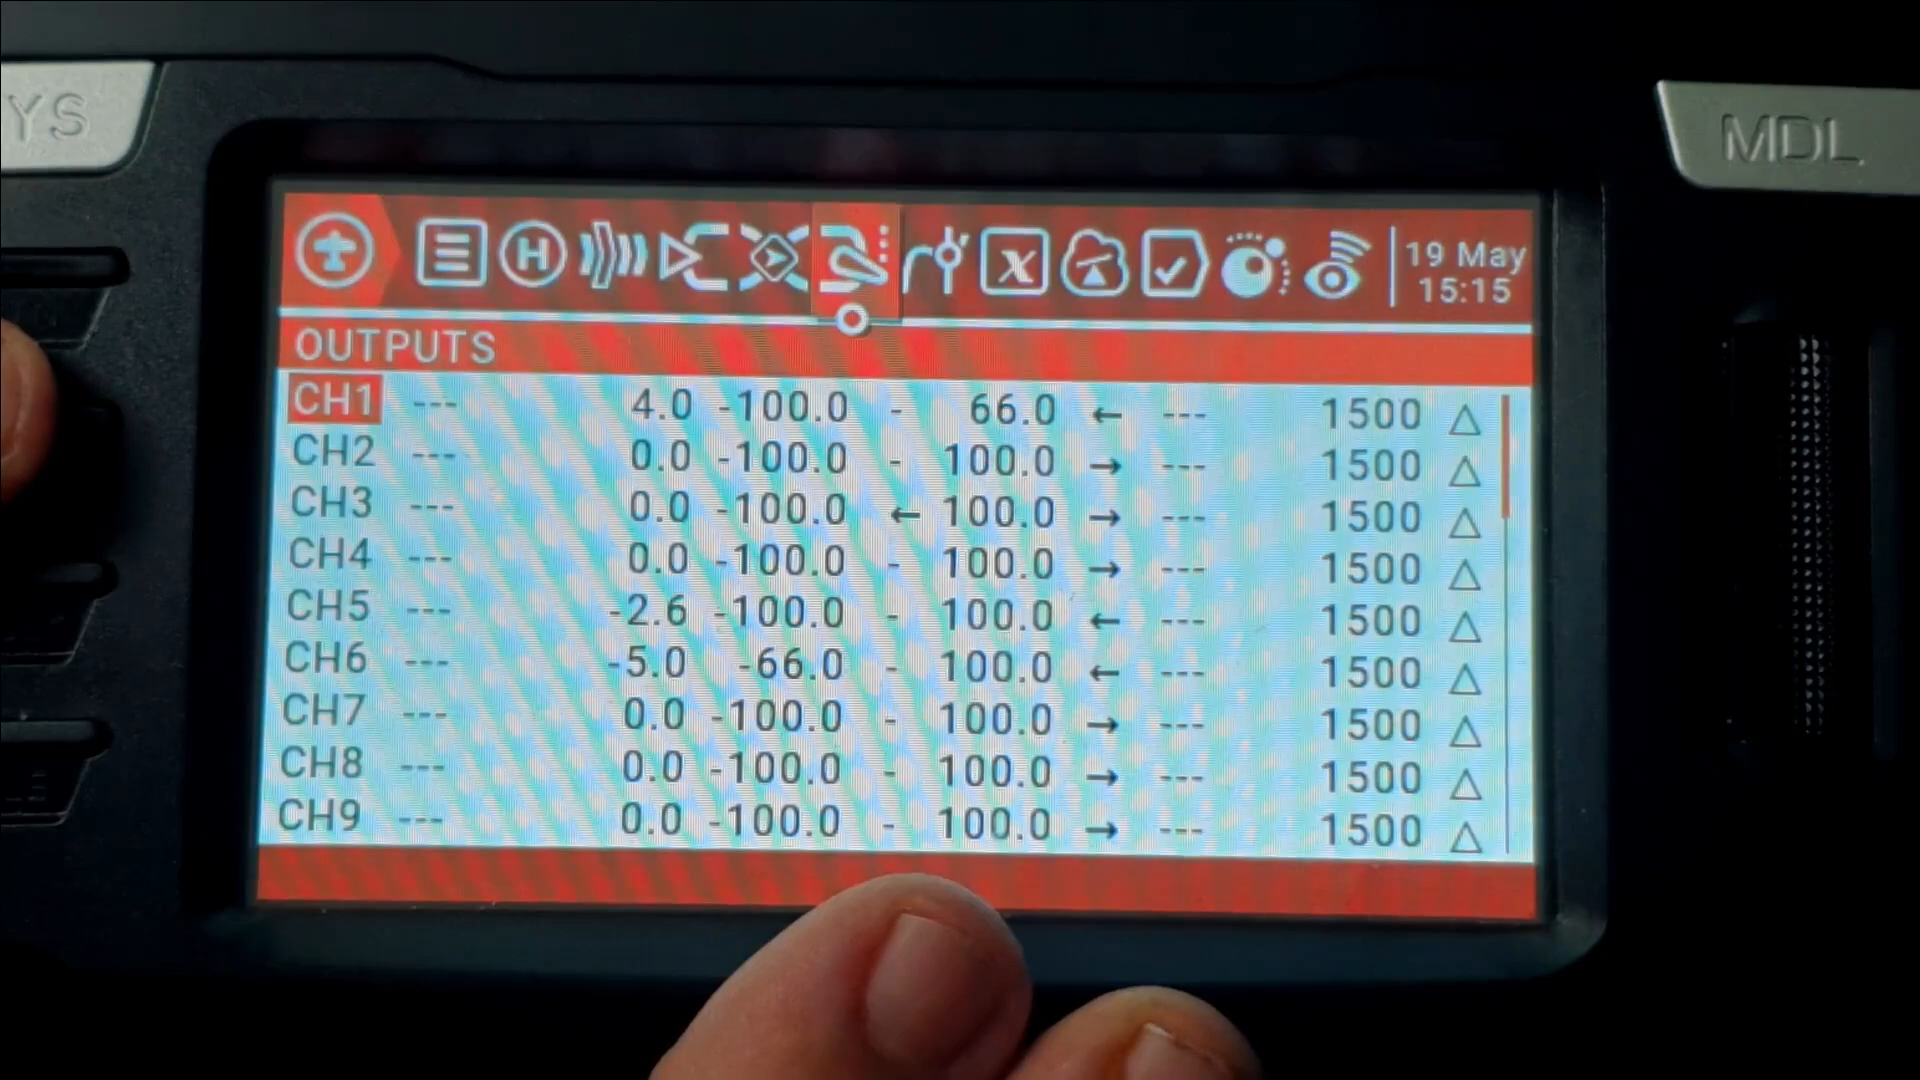 YS
MDL
19 May
15:15
OUTPUTS
CH1 --- 4.0 -100.0 - 66.0 ← --- 1500 △
CH2 --- 0.0 -100.0 - 100.0 → --- 1500 △
CH3 --- 0.0 -100.0 ← 100.0 → --- 1500 △
CH4 --- 0.0 -100.0 - 100.0 → --- 1500 △
CH5 --- -2.6 -100.0 - 100.0 ← --- 1500 △
CH6 --- -5.0 -66.0 - 100.0 ← --- 1500 △
CH7 --- 0.0 -100.0 - 100.0 → --- 1500 △
CH8 --- 0.0 -100.0 - 100.0 → --- 1500 △
CH9 --- 0.0 -100.0 - 100.0 → --- 1500 △